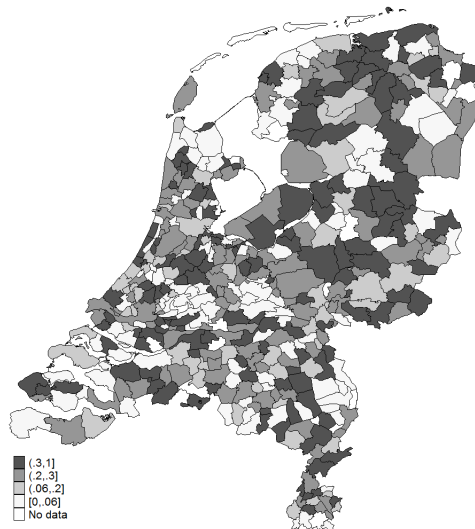 (.3,1]
(.2,.3]
(.06,.2]
[0,.06]
No data